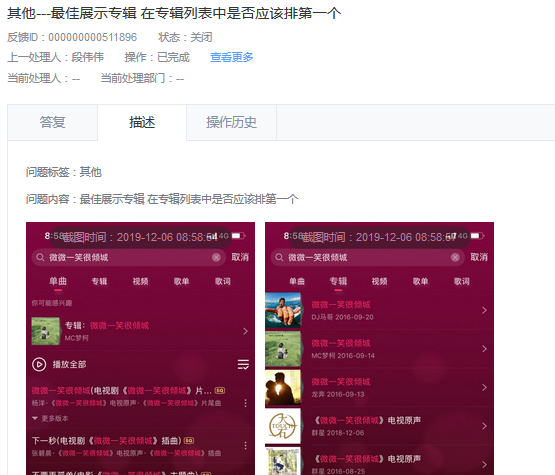 其他---最佳展示专辑 在专辑列表中是否应该排第一个
反馈ID：000000000511896 状态：关闭
上一处理人：段伟伟 操作：已完成 查看更多
当前处理人：-- 当前处理部门：--
答复 描述 操作历史
问题标签：其他
问题内容：最佳展示专辑 在专辑列表中是否应该排第一个
截图时间：2019-12-06 08:58:54
微微一笑很倾城 取消
单曲 专辑 视频 歌单 歌词
你可能感兴趣
专辑：微微一笑很倾城
MC梦柯
播放全部
微微一笑很倾城(电视剧《微微一笑很倾城》片... SQ
杨洋·《微微一笑很倾城》电视原声·《微微一笑很倾城》片尾曲
更多版本
下一秒(电视剧《微微一笑很倾城》插曲) SQ
张碧晨·《微微一笑很倾城》电视原声·《微微一笑很倾城》插曲
截图时间：2019-12-06 08:58:57
微微一笑很倾城 取消
单曲 专辑 视频 歌单 歌词
微微一笑很倾城
DJ马哥 2016-09-20
微微一笑很倾城
MC梦柯 2016-09-14
微微一笑很倾城
龙奔 2016-09-13
《微微一笑很倾城》电视原声
群星 2018-12-06
《微微一笑很倾城》电视原声
群星 2016-08-25